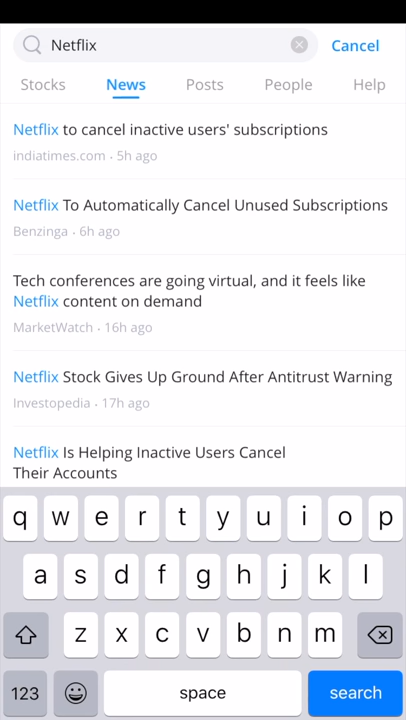 Netflix
Cancel
Stocks News Posts People Help
Netflix to cancel inactive users' subscriptions
indiatimes.com · 5h ago
Netflix To Automatically Cancel Unused Subscriptions
Benzinga · 6h ago
Tech conferences are going virtual, and it feels like
Netflix content on demand
MarketWatch · 16h ago
Netflix Stock Gives Up Ground After Antitrust Warning
Investopedia · 17h ago
Netflix Is Helping Inactive Users Cancel
Their Accounts
q w e r t y u i o p
a s d f g h j k l
z x c v b n m
123 space search